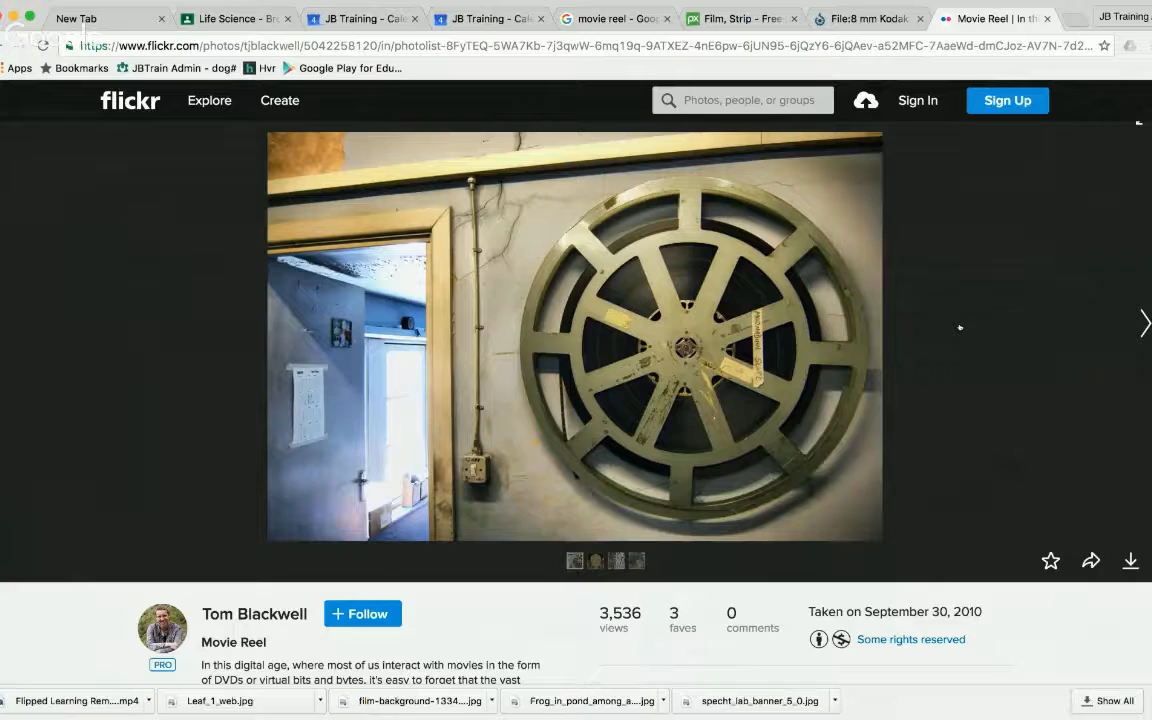 New Tab
Life Science - Br
JB Training - Cale
JB Training - Cale
movie reel - Goo
Film, Strip - Free
File:8 mm Kodak
Movie Reel | In th
JB Training
https://www.flickr.com/photos/tjblackwell/5042258120/in/photolist-8FyTEQ-5WA7Kb-7j3qwW-6mq19q-9ATXEZ-4nE6pw-6jUN95-6jQzY6-6jQAev-a52MFC-7AaeWd-dmCJoz-AV7N-7d2...
Apps
Bookmarks
JBTrain Admin - dog#
Hvr
Google Play for Edu...
flickr
Explore
Create
Photos, people, or groups
Sign In
Sign Up
Tom Blackwell
+ Follow
Movie Reel
PRO
In this digital age, where most of us interact with movies in the form
of DVDs or virtual bits and bytes, it's easy to forget that the vast
3,536
views
3
faves
0
comments
Taken on September 30, 2010
Some rights reserved
Flipped Learning Rem....mp4
Leaf_1_web.jpg
film-background-1334....jpg
Frog_in_pond_among_a....jpg
specht_lab_banner_5_0.jpg
Show All